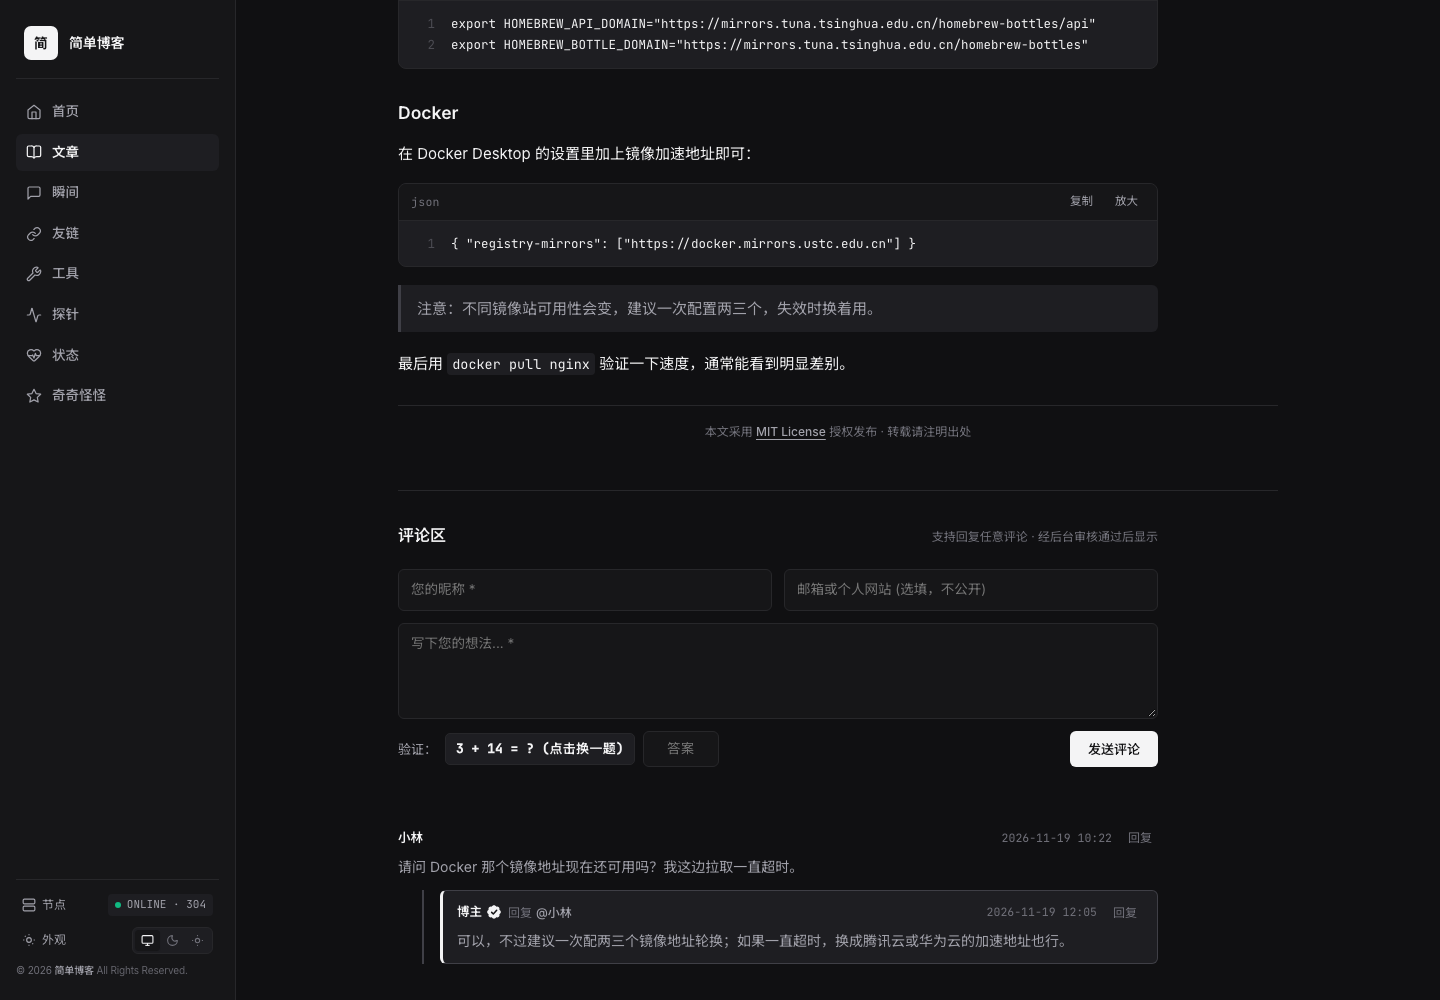 简 简单博客
首页
文章
瞬间
友链
工具
探针
状态
奇奇怪怪
节点 ONLINE · 304
外观
© 2026 简单博客 All Rights Reserved.
1 export HOMEBREW_API_DOMAIN="https://mirrors.tuna.tsinghua.edu.cn/homebrew-bottles/api"
2 export HOMEBREW_BOTTLE_DOMAIN="https://mirrors.tuna.tsinghua.edu.cn/homebrew-bottles"
Docker
在 Docker Desktop 的设置里加上镜像加速地址即可：
json 复制 放大
1 { "registry-mirrors": ["https://docker.mirrors.ustc.edu.cn"] }
注意：不同镜像站可用性会变，建议一次配置两三个，失效时换着用。
最后用 docker pull nginx 验证一下速度，通常能看到明显差别。
本文采用 MIT License 授权发布 · 转载请注明出处
评论区 支持回复任意评论 · 经后台审核通过后显示
您的昵称 * 邮箱或个人网站 (选填，不公开)
写下您的想法... *
验证： 3 + 14 = ? (点击换一题) 答案 发送评论
小林 2026-11-19 10:22 回复
请问 Docker 那个镜像地址现在还可用吗？我这边拉取一直超时。
博主 回复 @小林 2026-11-19 12:05 回复
可以，不过建议一次配两三个镜像地址轮换；如果一直超时，换成腾讯云或华为云的加速地址也行。